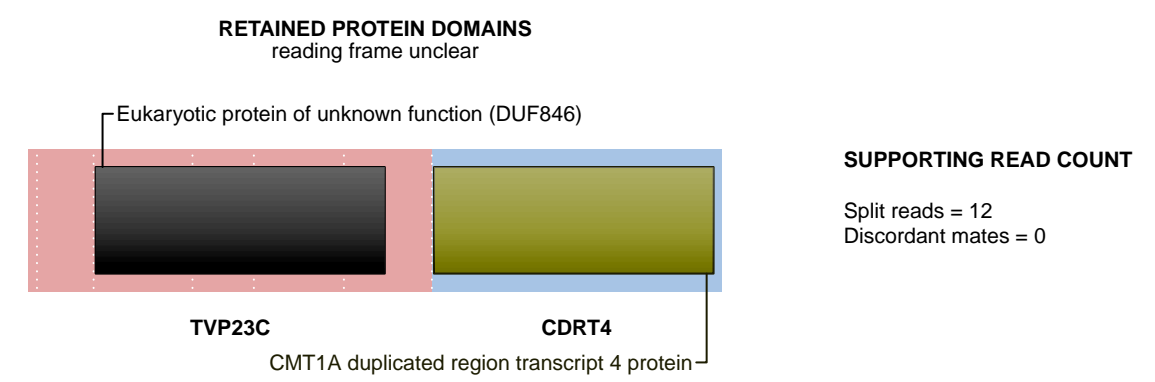 RETAINED PROTEIN DOMAINS
reading frame unclear
Eukaryotic protein of unknown function (DUF846)
SUPPORTING READ COUNT
Split reads = 12
Discordant mates = 0
TVP23C
CDRT4
CMT1A duplicated region transcript 4 protein